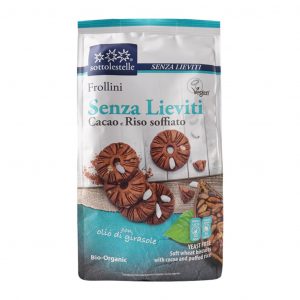 sottolestelle
SENZA LIEVITI
Frollini
Vegan
Senza Lieviti
Cacao e Riso soffiato
con
olio di girasole
YEAST FREE
Soft wheat biscuits
with cacao and puffed rice
Bio-Organic